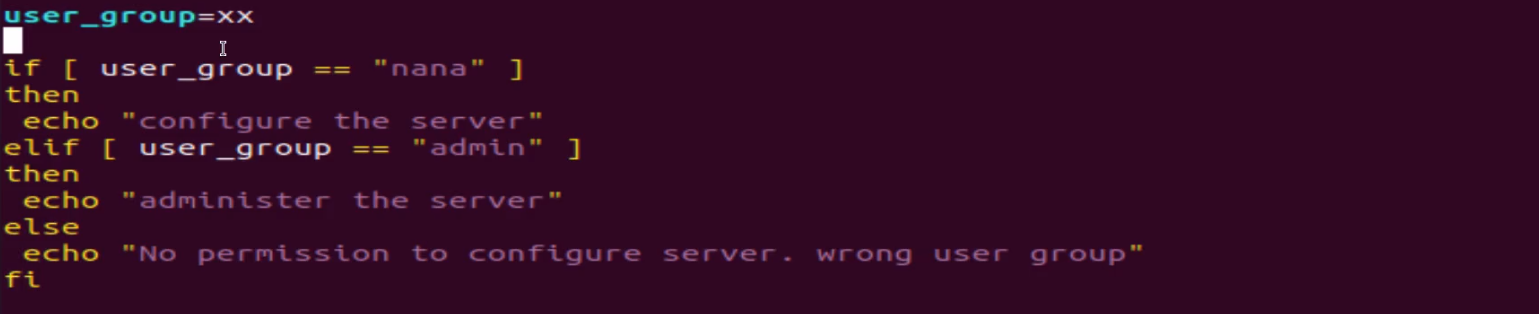 user_group=xx
if [ user_group == "nana" ]
then
 echo "configure the server"
elif [ user_group == "admin" ]
then
 echo "administer the server"
else
 echo "No permission to configure server. wrong user group"
fi